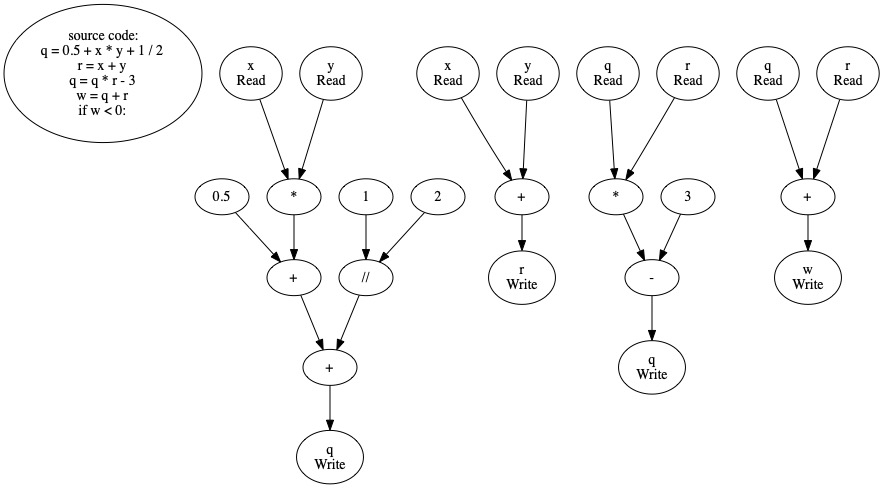 source code:
q = 0.5 + x * y + 1 / 2
r = x + y
q = q * r - 3
w = q + r
if w < 0:
x
Read
y
Read
x
Read
y
Read
q
Read
r
Read
q
Read
r
Read
0.5
*
1
2
+
*
3
+
+
//
r
Write
-
w
Write
+
q
Write
q
Write